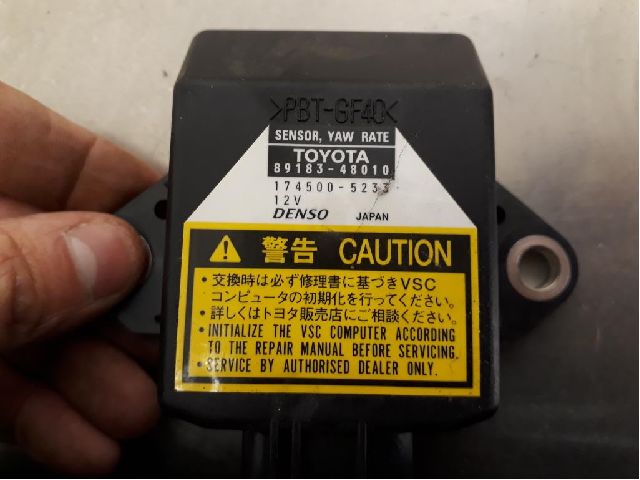 >PBT-GF40<
SENSOR, YAW RATE
TOYOTA
89183-48010
174500-5233
12V
DENSO JAPAN
警告 CAUTION
・交換時は必ず修理書に基づきVSC
コンピュータの初期化を行ってください。
・詳しくはトヨタ販売店にご相談ください。
・INITIALIZE THE VSC COMPUTER ACCORDING
TO THE REPAIR MANUAL BEFORE SERVICING.
・SERVICE BY AUTHORISED DEALER ONLY.